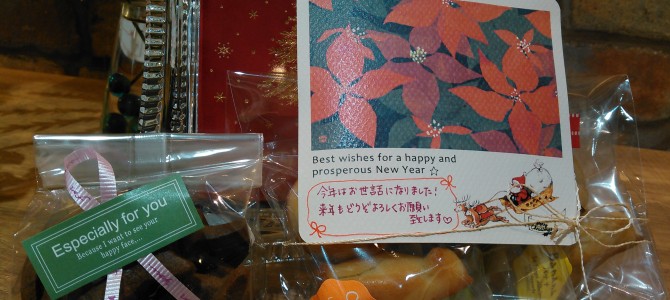 Best wishes for a happy and
prosperous New Year ☆
今年はお世話になりました!
来年もどうぞよろしくお願い
致します♡
Especially for you
Because I want to see your
happy face....